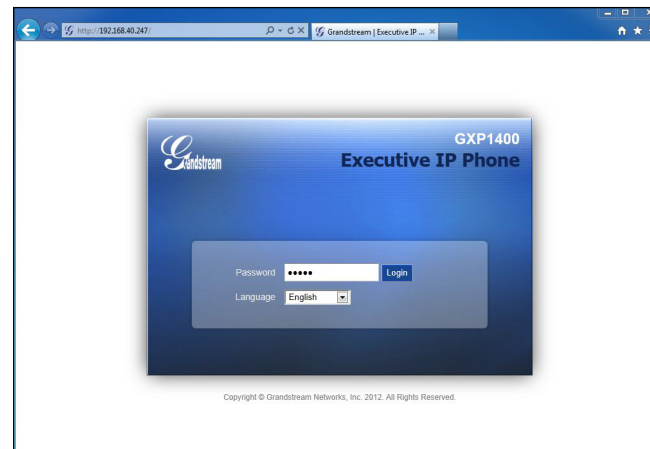 http://192.168.40.247/
Grandstream | Executive IP ...
Grandstream
GXP1400
Executive IP Phone
Password •••••
Login
Language English
Copyright © Grandstream Networks, Inc. 2012. All Rights Reserved.